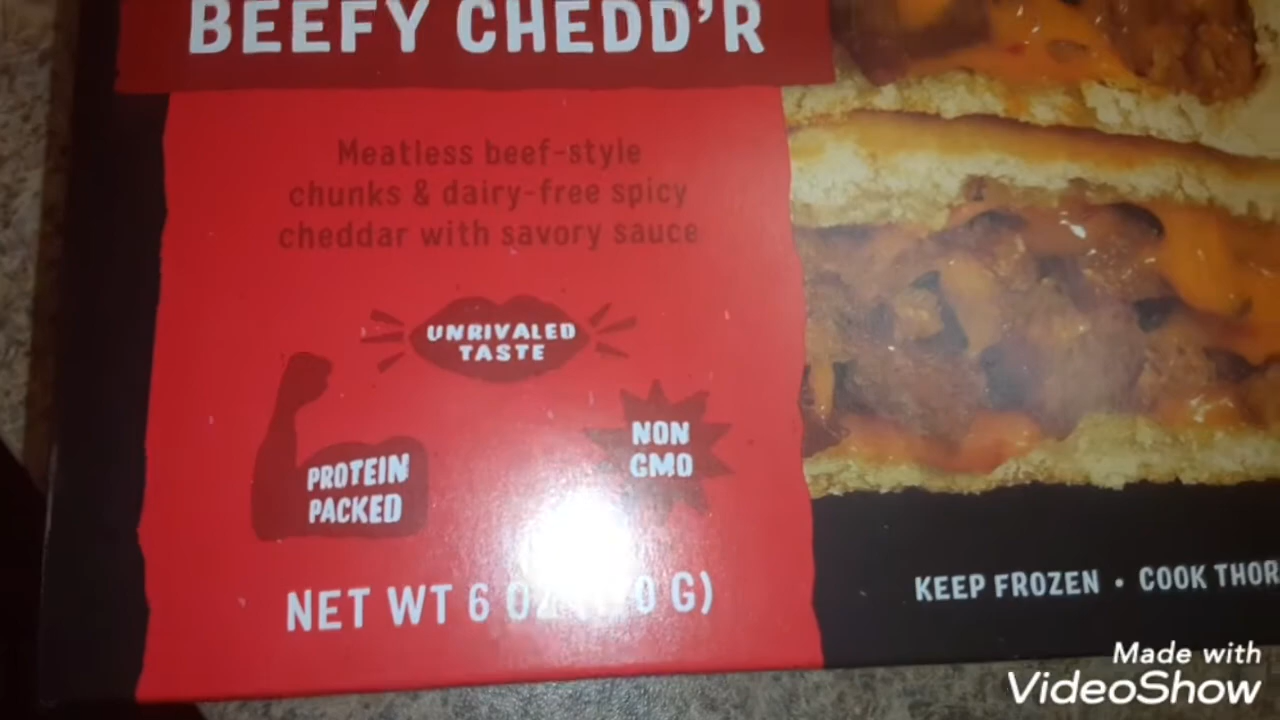 BEEFY CHEDD'R
Meatless beef-style
chunks & dairy-free spicy
cheddar with savory sauce
UNRIVALED
TASTE
PROTEIN
PACKED
NON
GMO
NET WT 6 OZ
KEEP FROZEN • COOK
Made with
VideoShow